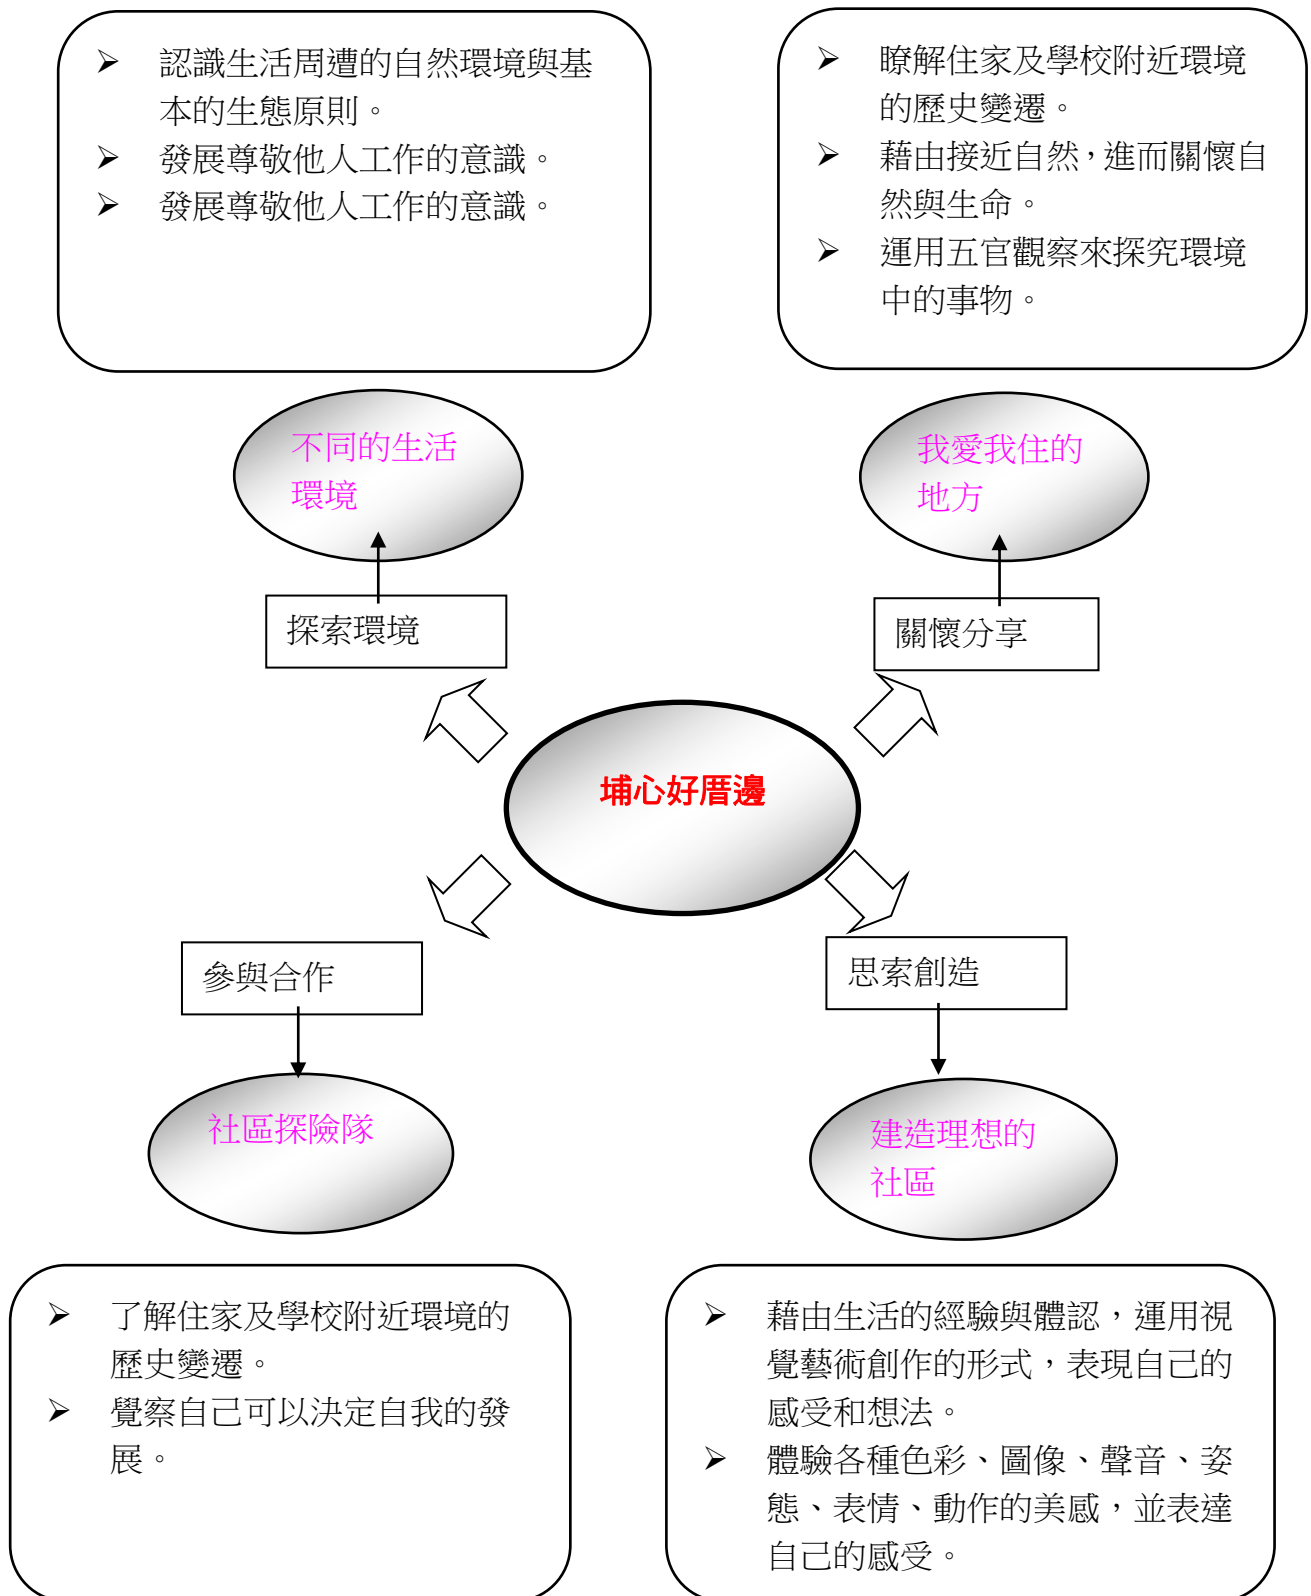 ➢ 認識生活周遭的自然環境與基
本的生態原則。
➢ 發展尊敬他人工作的意識。
➢ 發展尊敬他人工作的意識。
➢ 瞭解住家及學校附近環境
的歷史變遷。
➢ 藉由接近自然，進而關懷自
然與生命。
➢ 運用五官觀察來探究環境
中的事物。
不同的生活
環境
我愛我住的
地方
探索環境
關懷分享
埔心好厝邊
參與合作
思索創造
社區探險隊
建造理想的
社區
➢ 了解住家及學校附近環境的
歷史變遷。
➢ 覺察自己可以決定自我的發
展。
➢ 藉由生活的經驗與體認，運用視
覺藝術創作的形式，表現自己的
感受和想法。
➢ 體驗各種色彩、圖像、聲音、姿
態、表情、動作的美感，並表達
自己的感受。